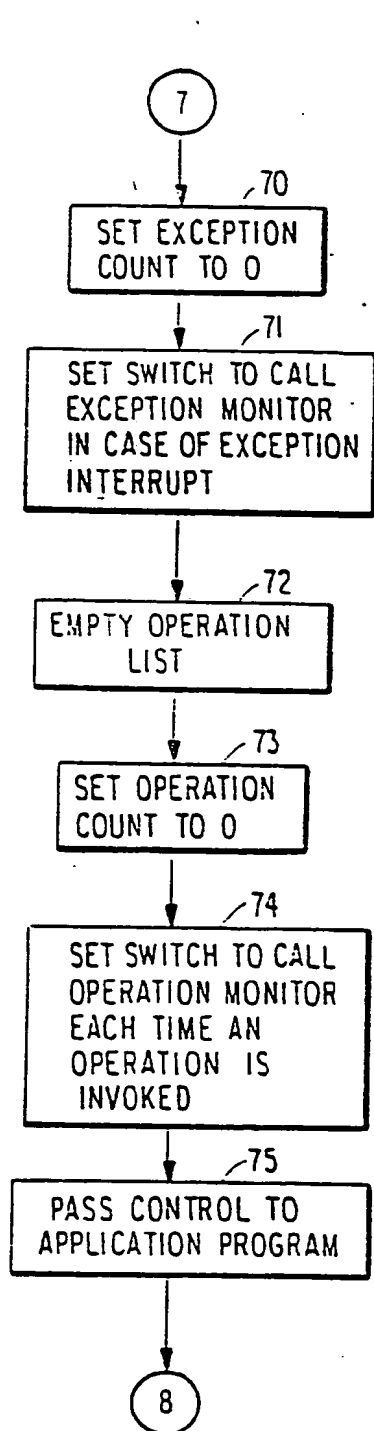 7
70
SET EXCEPTION
COUNT TO 0
71
SET SWITCH TO CALL
EXCEPTION MONITOR
IN CASE OF EXCEPTION
INTERRUPT
72
EMPTY OPERATION
LIST
73
SET OPERATION
COUNT TO 0
74
SET SWITCH TO CALL
OPERATION MONITOR
EACH TIME AN
OPERATION IS
INVOKED
75
PASS CONTROL TO
APPLICATION PROGRAM
8